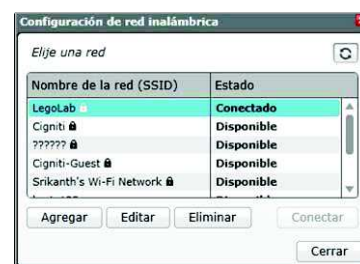 Configuración de red inalámbrica
Elije una red
Nombre de la red (SSID) Estado
LegoLab Conectado
Cigniti Disponible
?????? Disponible
Cigniti-Guest Disponible
Srikanth's Wi-Fi Network Disponible
Agregar Editar Eliminar Conectar
Cerrar